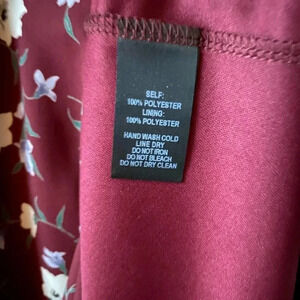 SELF:
100% POLYESTER
LINING:
100% POLYESTER
HAND WASH COLD
LINE DRY
DO NOT IRON
DO NOT BLEACH
DO NOT DRY CLEAN